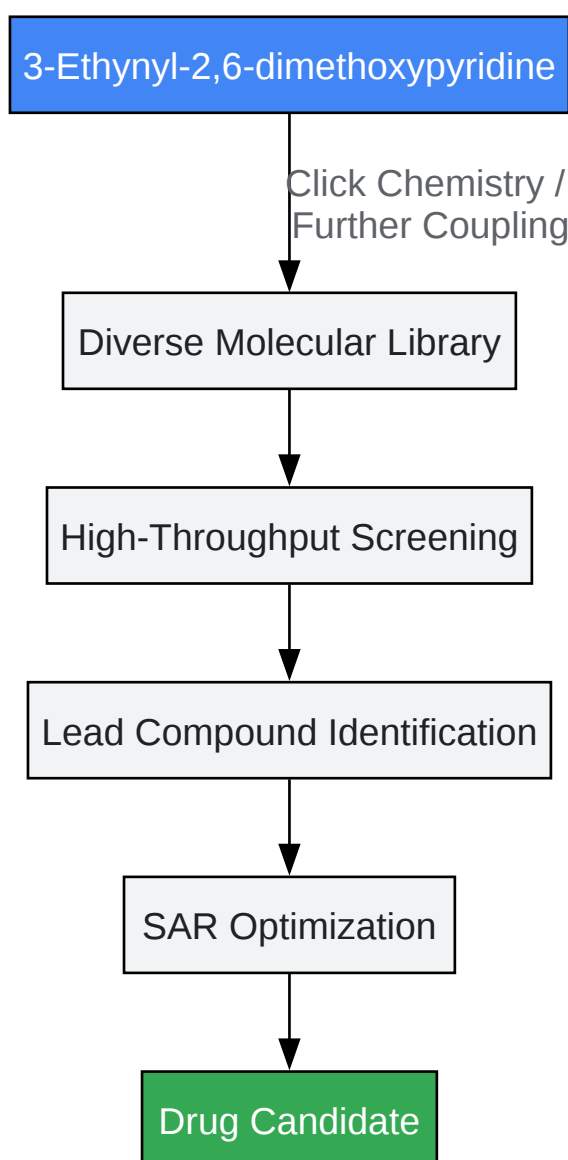 3-Ethynyl-2,6-dimethoxypyridine
Click Chemistry /
Further Coupling
Diverse Molecular Library
High-Throughput Screening
Lead Compound Identification
SAR Optimization
Drug Candidate